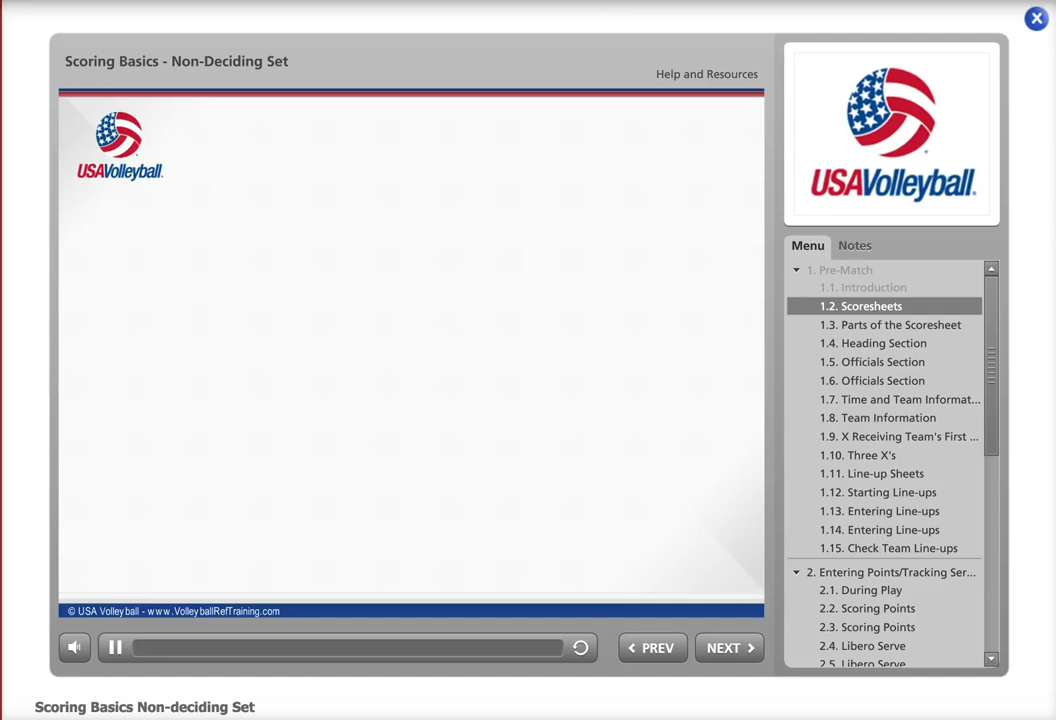 Scoring Basics - Non-Deciding Set
Help and Resources
USAVolleyball.
© USA Volleyball - www.VolleyballRefTraining.com
PREV
NEXT
USAVolleyball.
Menu
Notes
1. Pre-Match
1.1. Introduction
1.2. Scoresheets
1.3. Parts of the Scoresheet
1.4. Heading Section
1.5. Officials Section
1.6. Officials Section
1.7. Time and Team Informat...
1.8. Team Information
1.9. X Receiving Team's First ...
1.10. Three X's
1.11. Line-up Sheets
1.12. Starting Line-ups
1.13. Entering Line-ups
1.14. Entering Line-ups
1.15. Check Team Line-ups
2. Entering Points/Tracking Ser...
2.1. During Play
2.2. Scoring Points
2.3. Scoring Points
2.4. Libero Serve
2.5. Libero Serve
Scoring Basics Non-deciding Set